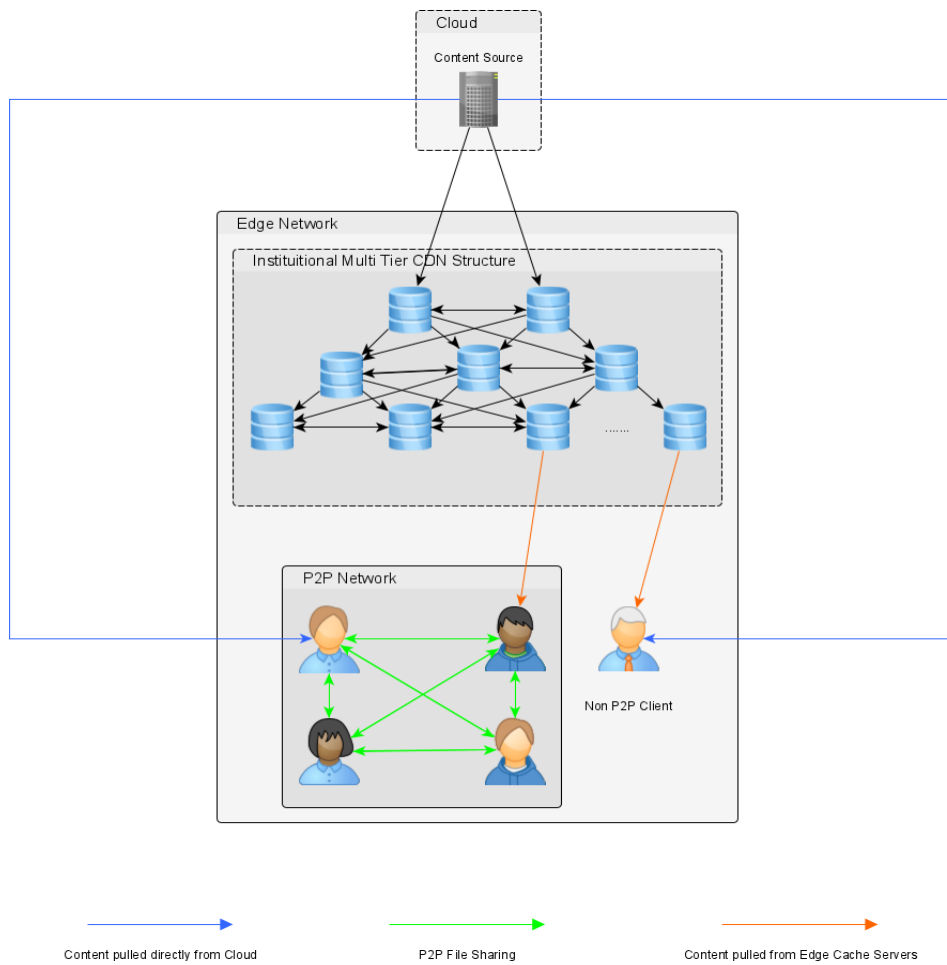 Cloud
Content Source
Edge Network
Instituitional Multi Tier CDN Structure
.......
P2P Network
Non P2P Client
Content pulled directly from Cloud
P2P File Sharing
Content pulled from Edge Cache Servers